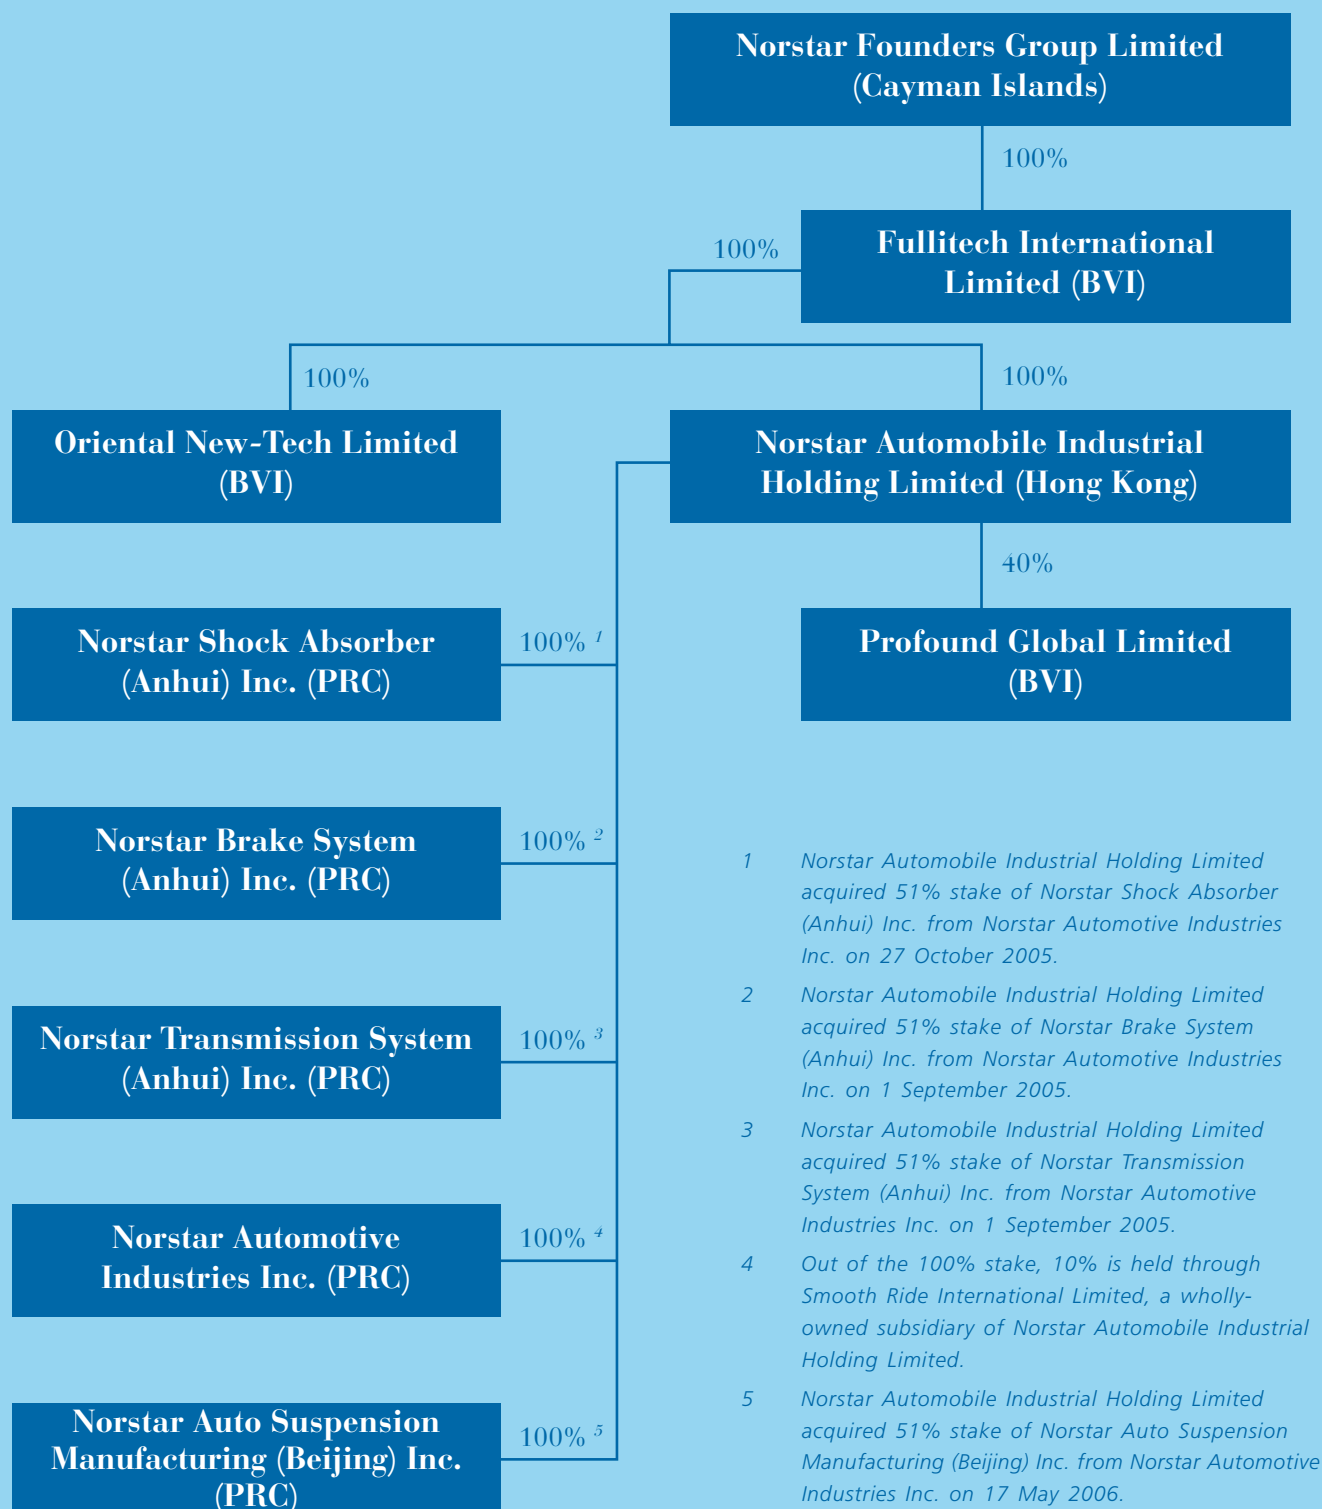 Norstar Founders Group Limited
(Cayman Islands)
100%
Fullitech International
Limited (BVI)
100%
100%
100%
Oriental New-Tech Limited
(BVI)
Norstar Automobile Industrial
Holding Limited (Hong Kong)
40%
Norstar Shock Absorber
(Anhui) Inc. (PRC)
100% 1
Profound Global Limited
(BVI)
Norstar Brake System
(Anhui) Inc. (PRC)
100% 2
Norstar Transmission System
(Anhui) Inc. (PRC)
100% 3
Norstar Automotive
Industries Inc. (PRC)
100% 4
Norstar Auto Suspension
Manufacturing (Beijing) Inc.
(PRC)
100% 5
1 Norstar Automobile Industrial Holding Limited
acquired 51% stake of Norstar Shock Absorber
(Anhui) Inc. from Norstar Automotive Industries
Inc. on 27 October 2005.
2 Norstar Automobile Industrial Holding Limited
acquired 51% stake of Norstar Brake System
(Anhui) Inc. from Norstar Automotive Industries
Inc. on 1 September 2005.
3 Norstar Automobile Industrial Holding Limited
acquired 51% stake of Norstar Transmission
System (Anhui) Inc. from Norstar Automotive
Industries Inc. on 1 September 2005.
4 Out of the 100% stake, 10% is held through
Smooth Ride International Limited, a wholly-
owned subsidiary of Norstar Automobile Industrial
Holding Limited.
5 Norstar Automobile Industrial Holding Limited
acquired 51% stake of Norstar Auto Suspension
Manufacturing (Beijing) Inc. from Norstar Automotive
Industries Inc. on 17 May 2006.